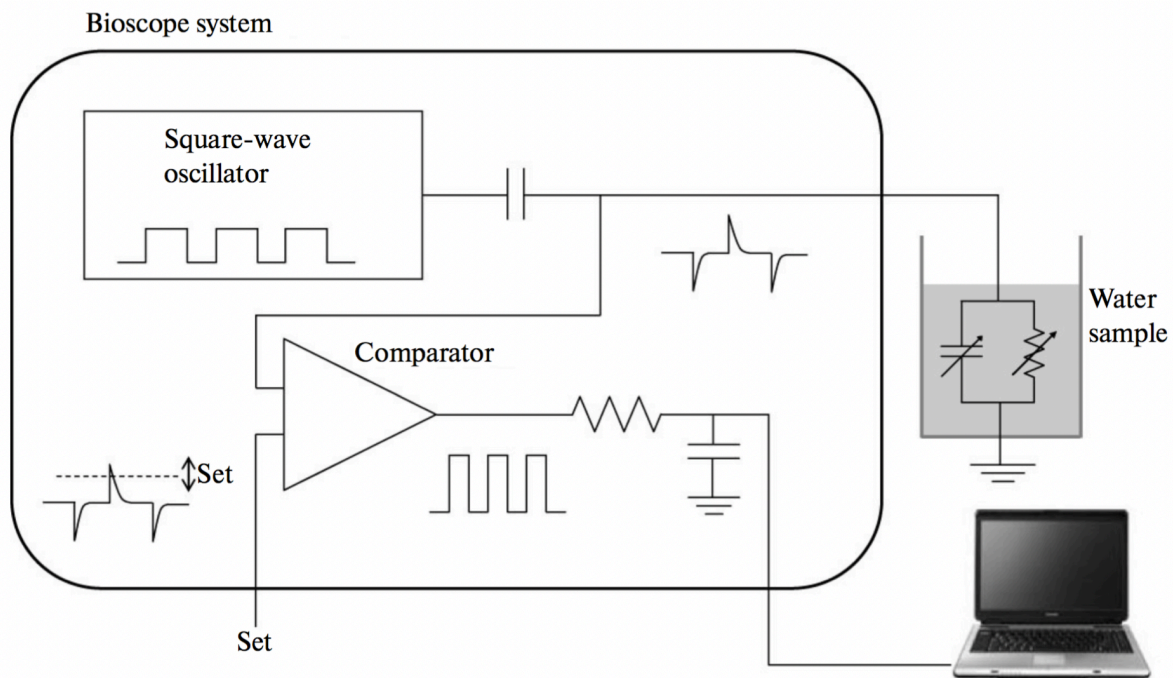 Bioscope system
Square-wave
oscillator
Water
sample
Comparator
Set
Set